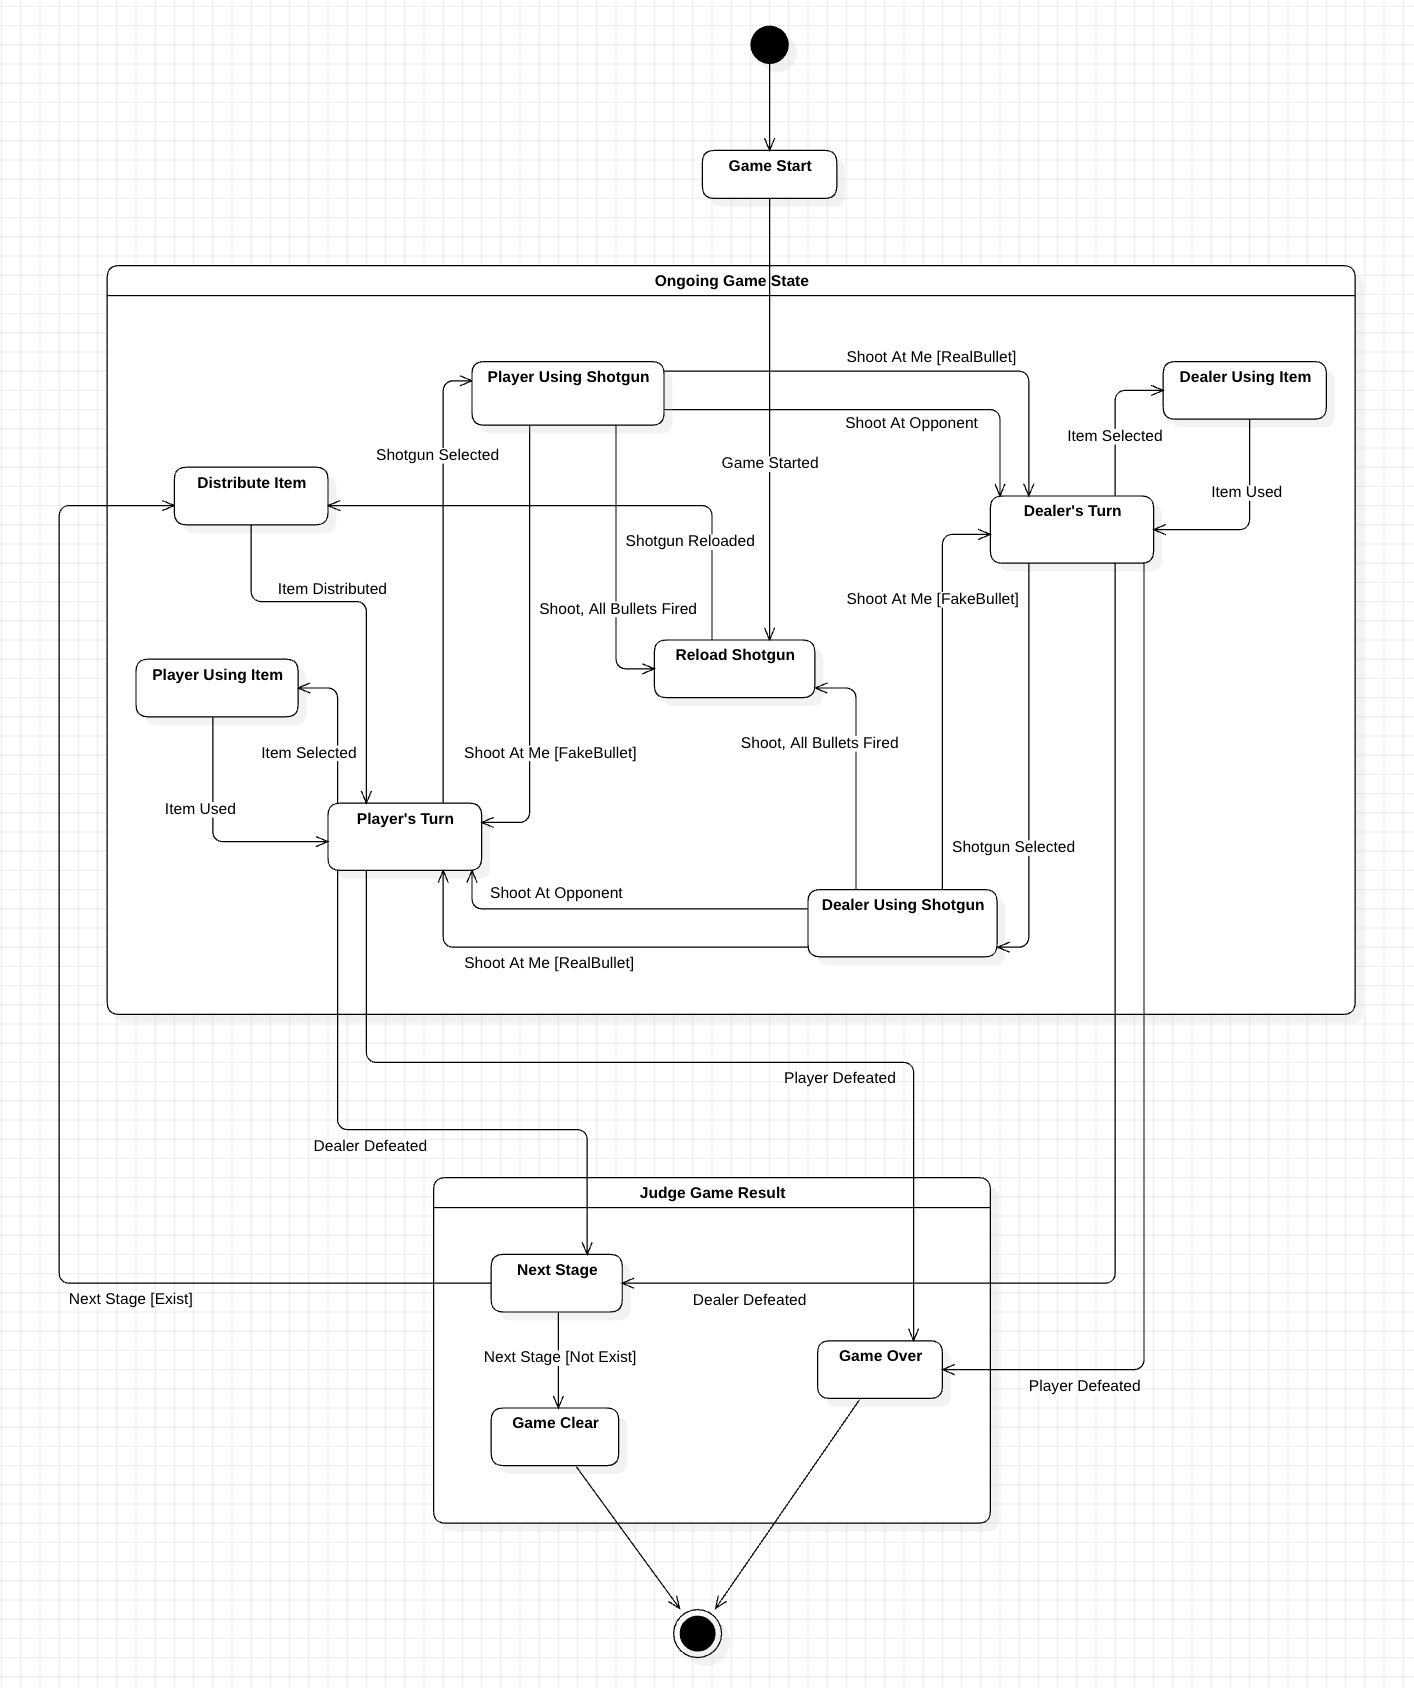 Game Start
Ongoing Game State
Shoot At Me [RealBullet]
Player Using Shotgun
Dealer Using Item
Shoot At Opponent
Item Selected
Shotgun Selected
Game Started
Distribute Item
Item Used
Dealer's Turn
Shotgun Reloaded
Item Distributed
Shoot At Me [FakeBullet]
Shoot, All Bullets Fired
Reload Shotgun
Player Using Item
Shoot, All Bullets Fired
Item Selected
Shoot At Me [FakeBullet]
Item Used
Player's Turn
Shotgun Selected
Shoot At Opponent
Dealer Using Shotgun
Shoot At Me [RealBullet]
Player Defeated
Dealer Defeated
Judge Game Result
Next Stage
Next Stage [Exist]
Dealer Defeated
Next Stage [Not Exist]
Game Over
Player Defeated
Game Clear